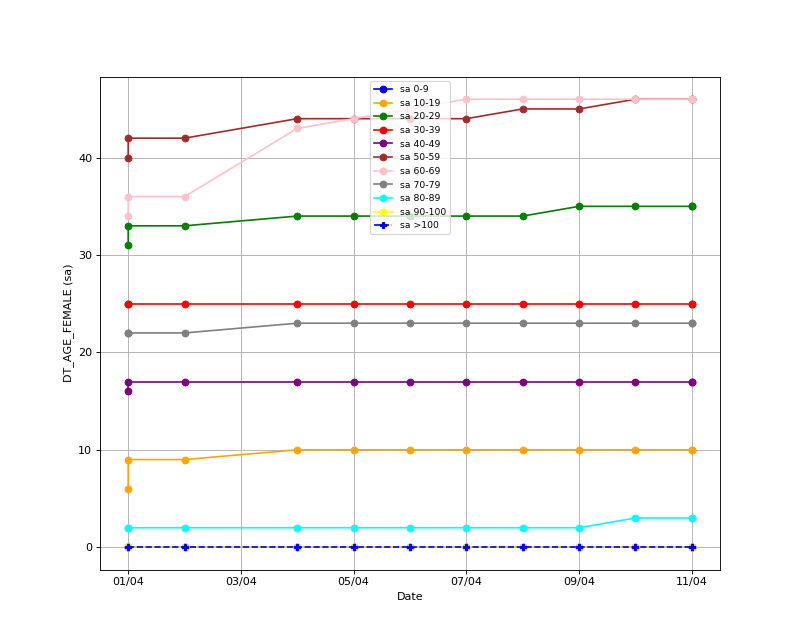 sa 0-9
sa 10-19
sa 20-29
sa 30-39
sa 40-49
sa 50-59
sa 60-69
sa 70-79
sa 80-89
sa 90-100
sa >100
DT_AGE_FEMALE (sa)
40
30
20
10
0
01/04 03/04 05/04 07/04 09/04 11/04
Date